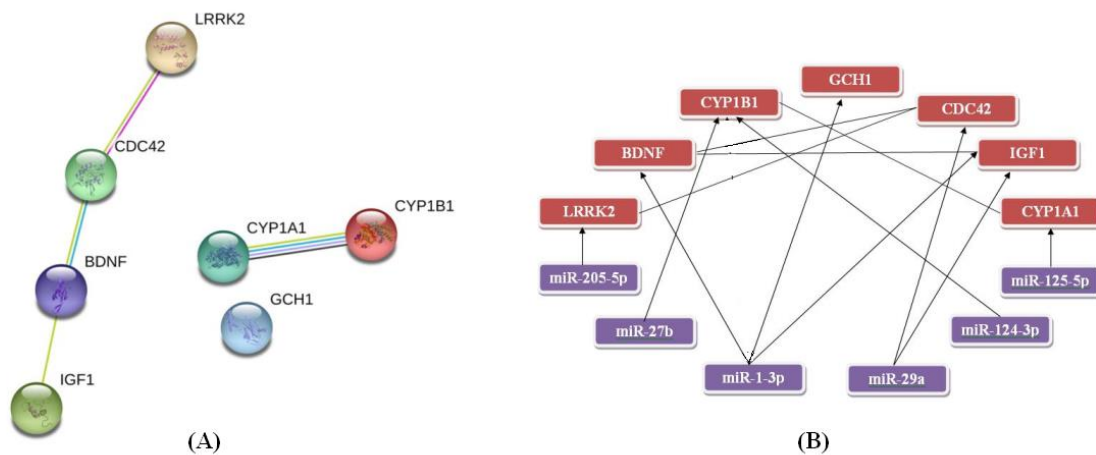 LRRK2
CDC42
BDNF
IGF1
CYP1A1
CYP1B1
GCH1
(A)
GCH1
CYP1B1
CDC42
BDNF
IGF1
LRRK2
CYP1A1
miR-205-5p
miR-125-5p
miR-27b
miR-124-3p
miR-1-3p
miR-29a
(B)